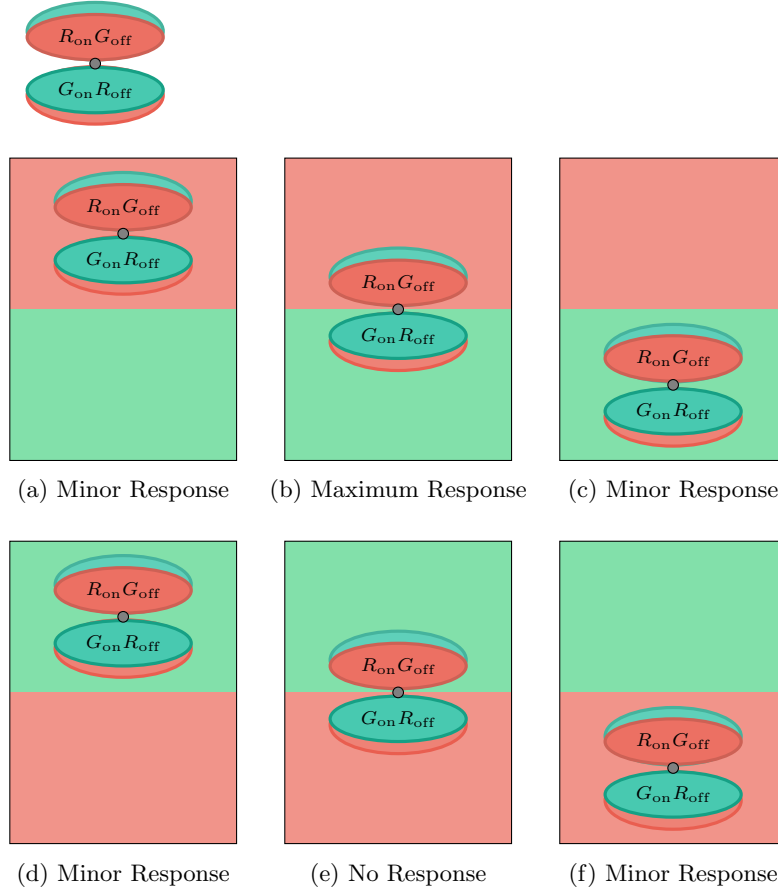 R_on G_off
G_on R_off
R_on G_off
G_on R_off
R_on G_off
G_on R_off
R_on G_off
G_on R_off
(a) Minor Response
(b) Maximum Response
(c) Minor Response
R_on G_off
G_on R_off
R_on G_off
G_on R_off
R_on G_off
G_on R_off
(d) Minor Response
(e) No Response
(f) Minor Response